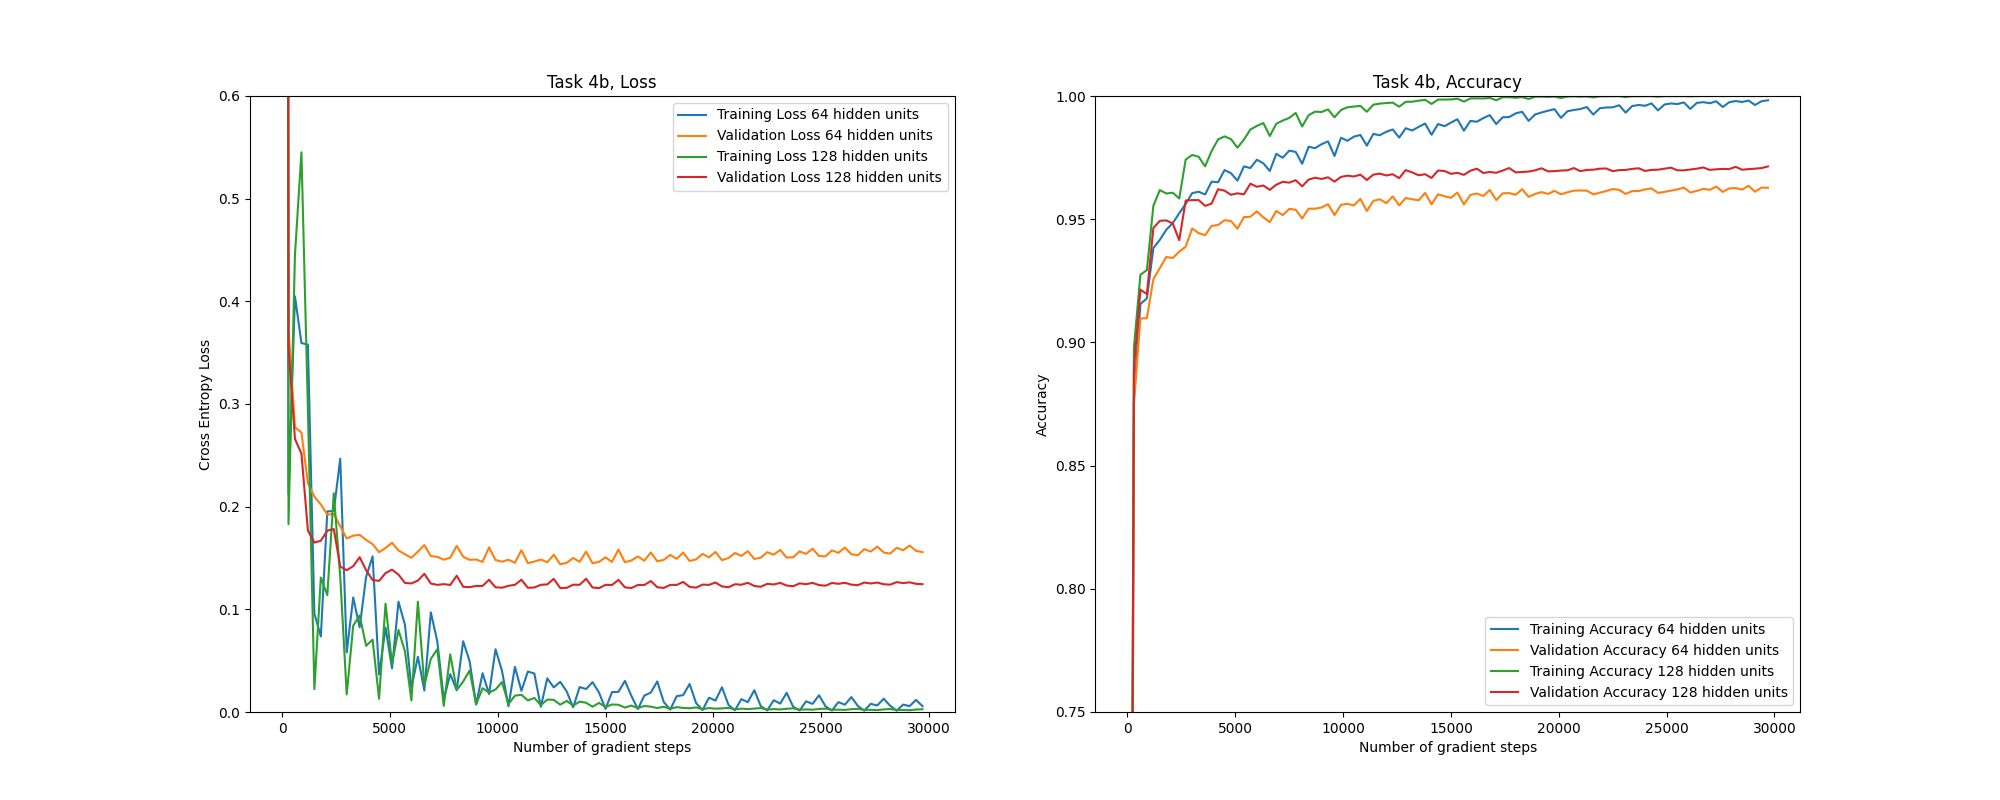 Task 4b, Loss
0.6
0.5
0.4
0.3
0.2
0.1
0.0
Cross Entropy Loss
Training Loss 64 hidden units
Validation Loss 64 hidden units
Training Loss 128 hidden units
Validation Loss 128 hidden units
0 5000 10000 15000 20000 25000 30000
Number of gradient steps
Task 4b, Accuracy
1.00
0.95
0.90
0.85
0.80
0.75
Accuracy
Training Accuracy 64 hidden units
Validation Accuracy 64 hidden units
Training Accuracy 128 hidden units
Validation Accuracy 128 hidden units
0 5000 10000 15000 20000 25000 30000
Number of gradient steps